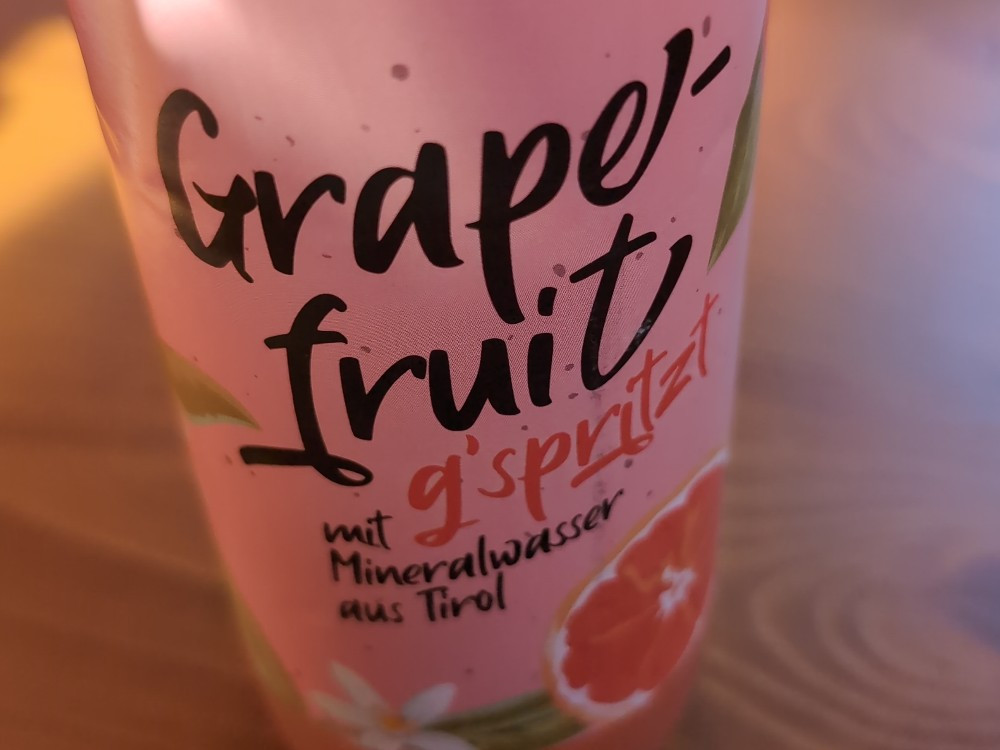 Grape-
fruit
g'spritzt
mit
Mineralwasser
aus Tirol